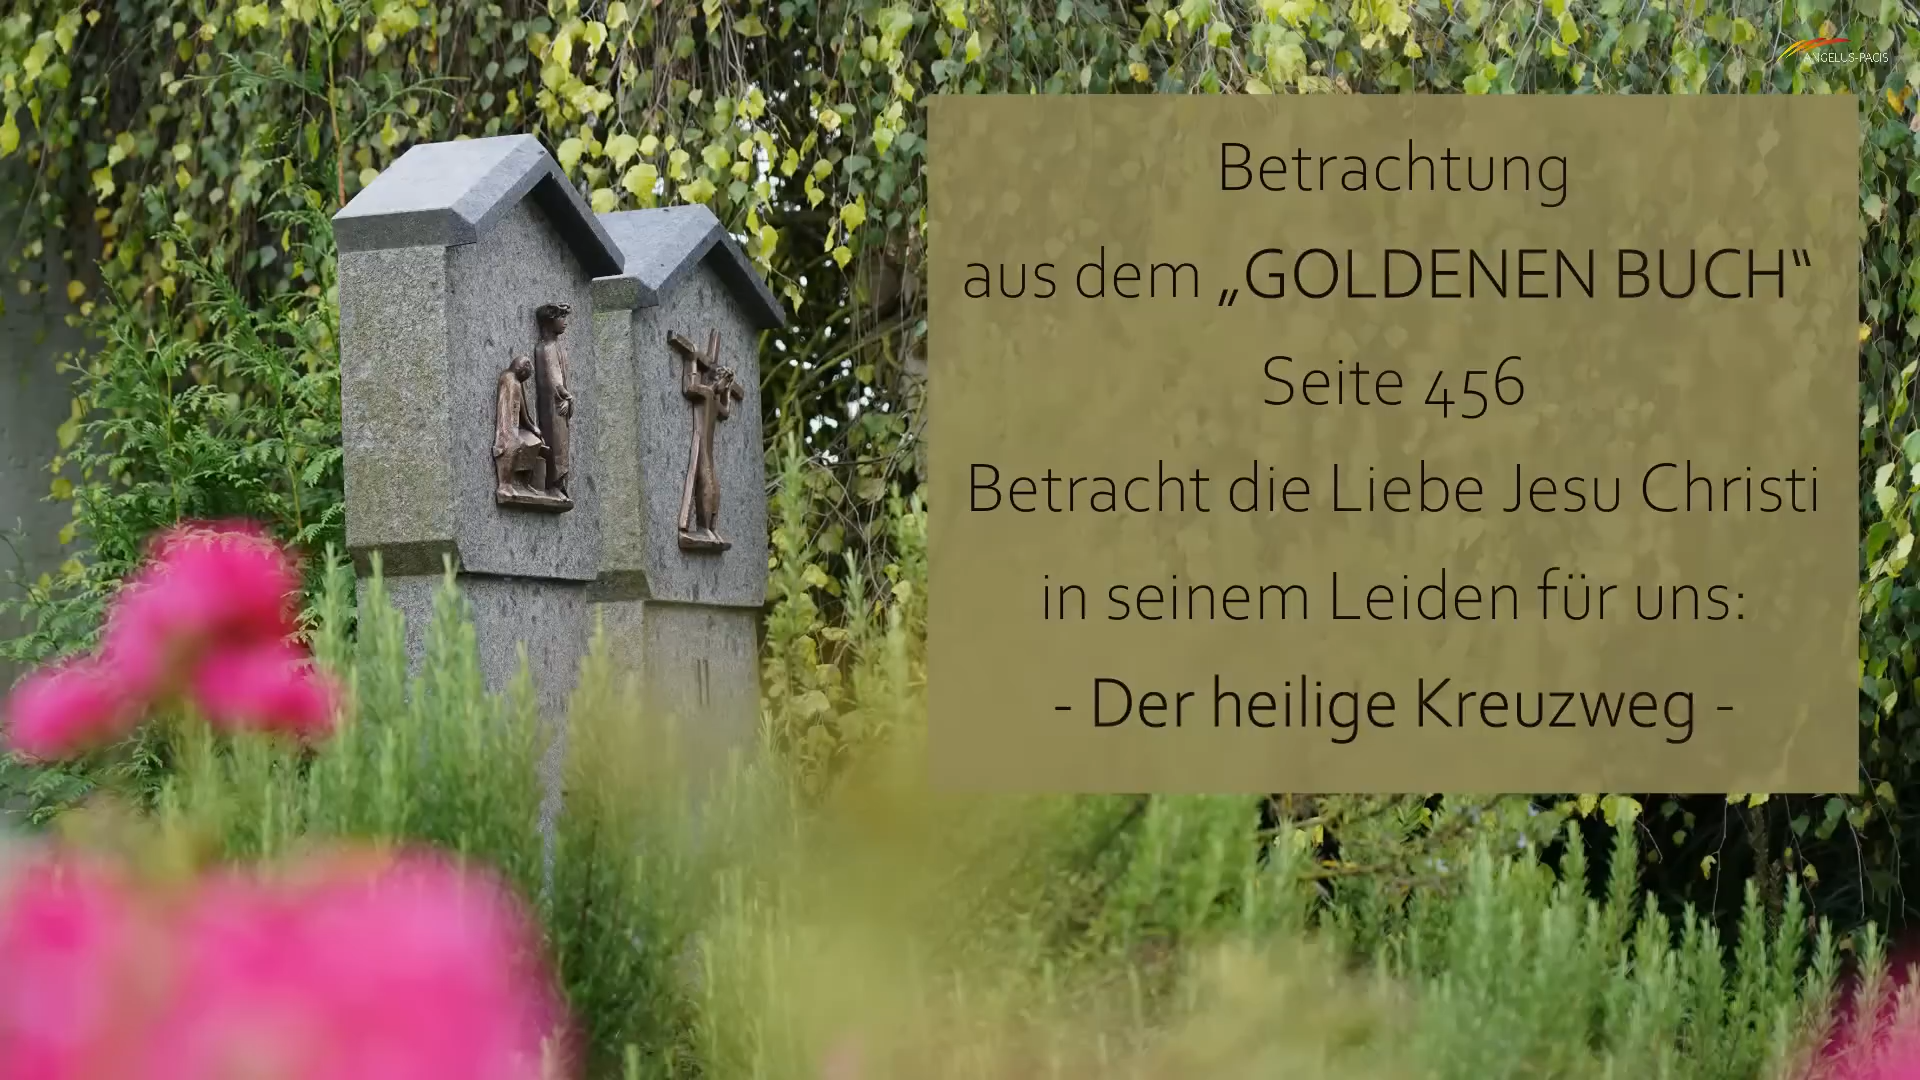 ANGELUS-PACIS
Betrachtung
aus dem „GOLDENEN BUCH“
Seite 456
Betracht die Liebe Jesu Christi
in seinem Leiden für uns:
- Der heilige Kreuzweg -
II